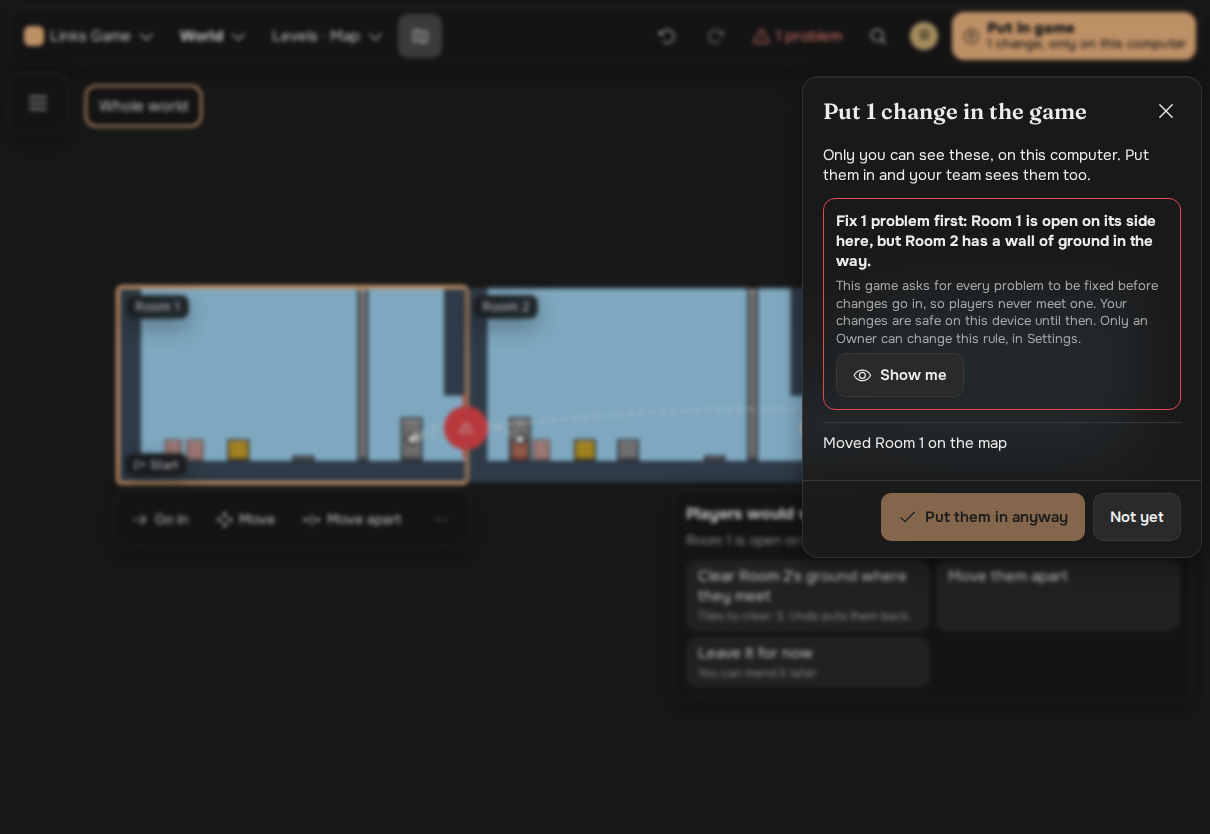 Links Game
World
Levels · Map
1 problem
Put in game
1 change, only on this computer
Whole world
Put 1 change in the game
Only you can see these, on this computer. Put
them in and your team sees them too.
Fix 1 problem first: Room 1 is open on its side
here, but Room 2 has a wall of ground in the
way.
This game asks for every problem to be fixed before
changes go in, so players never meet one. Your
changes are safe on this device until then. Only an
Owner can change this rule, in Settings.
Show me
Moved Room 1 on the map
Put them in anyway
Not yet
Room 1
Room 2
Start
Go in
Move
Move apart
Players would
Room 1 is open on
Clear Room 2's ground where
they meet
Tiles to clear: 3. Undo puts them back.
Move them apart
Leave it for now
You can mend it later